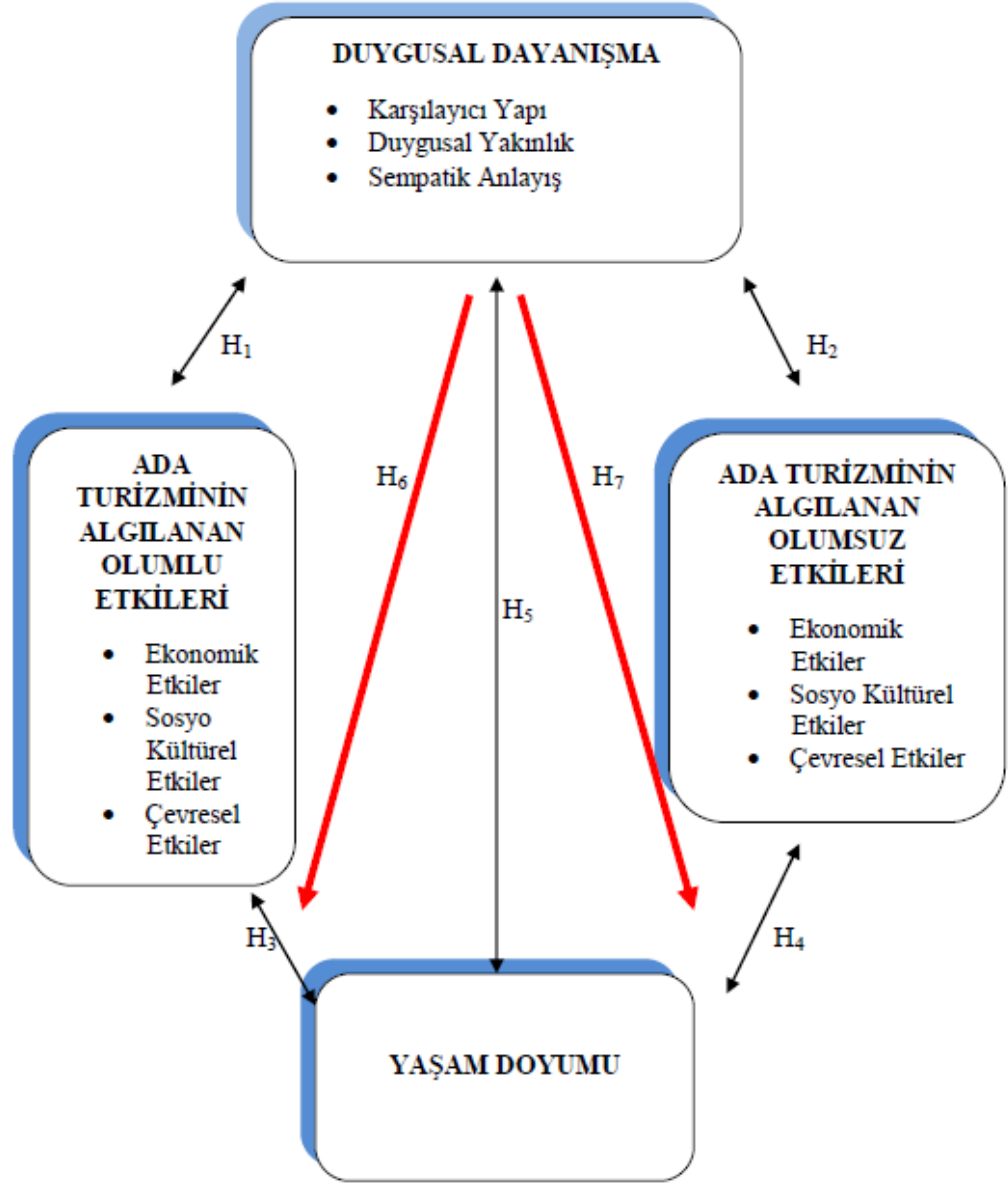 DUYGUSAL DAYANIŞMA
• Karşılayıcı Yapı
• Duygusal Yakınlık
• Sempatik Anlayış
H₁
H₂
ADA
TURİZMİNİN
ALGILANAN
OLUMLU
ETKİLERİ
• Ekonomik
Etkiler
• Sosyo
Kültürel
Etkiler
• Çevresel
Etkiler
H₆
H₇
H₅
ADA TURİZMİNİN
ALGILANAN
OLUMSUZ
ETKİLERİ
• Ekonomik
Etkiler
• Sosyo Kültürel
Etkiler
• Çevresel Etkiler
H₃
H₄
YAŞAM DOYUMU